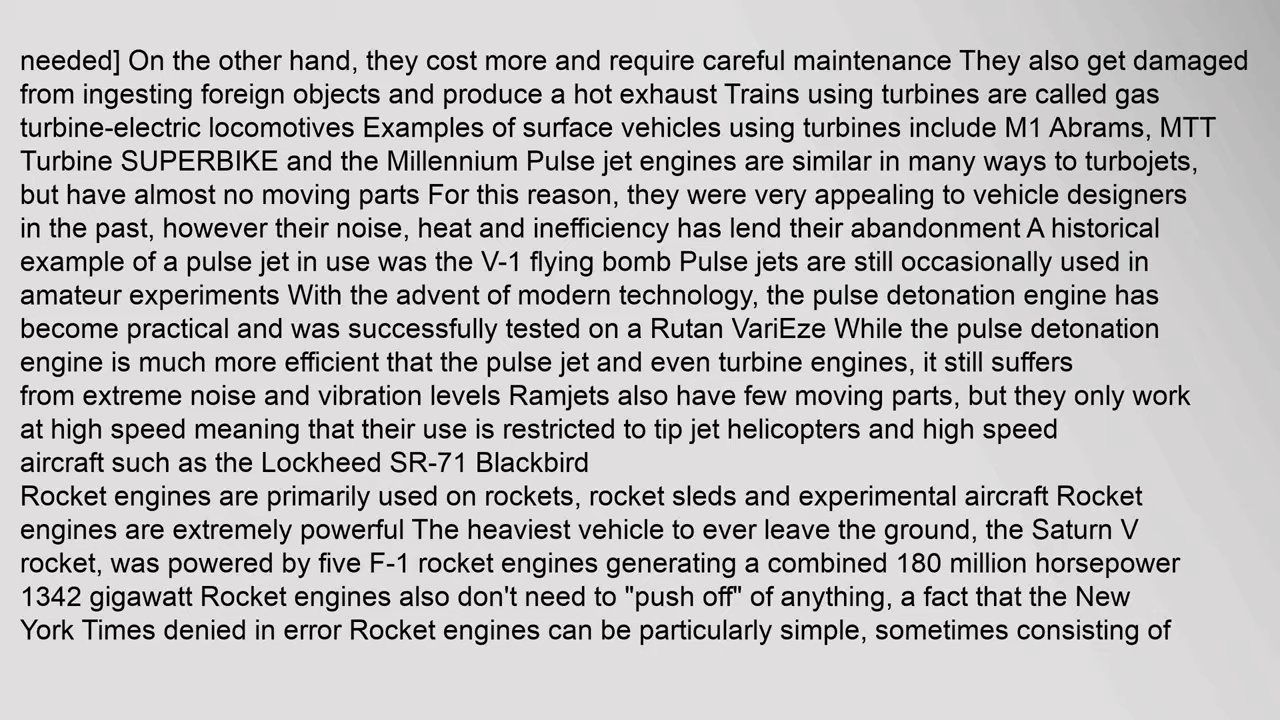 needed] On the other hand, they cost more and require careful maintenance They also get damaged
from ingesting foreign objects and produce a hot exhaust Trains using turbines are called gas
turbine-electric locomotives Examples of surface vehicles using turbines include M1 Abrams, MTT
Turbine SUPERBIKE and the Millennium Pulse jet engines are similar in many ways to turbojets,
but have almost no moving parts For this reason, they were very appealing to vehicle designers
in the past, however their noise, heat and inefficiency has lend their abandonment A historical
example of a pulse jet in use was the V-1 flying bomb Pulse jets are still occasionally used in
amateur experiments With the advent of modern technology, the pulse detonation engine has
become practical and was successfully tested on a Rutan VariEze While the pulse detonation
engine is much more efficient that the pulse jet and even turbine engines, it still suffers
from extreme noise and vibration levels Ramjets also have few moving parts, but they only work
at high speed meaning that their use is restricted to tip jet helicopters and high speed
aircraft such as the Lockheed SR-71 Blackbird
Rocket engines are primarily used on rockets, rocket sleds and experimental aircraft Rocket
engines are extremely powerful The heaviest vehicle to ever leave the ground, the Saturn V
rocket, was powered by five F-1 rocket engines generating a combined 180 million horsepower
1342 gigawatt Rocket engines also don't need to "push off" of anything, a fact that the New
York Times denied in error Rocket engines can be particularly simple, sometimes consisting of